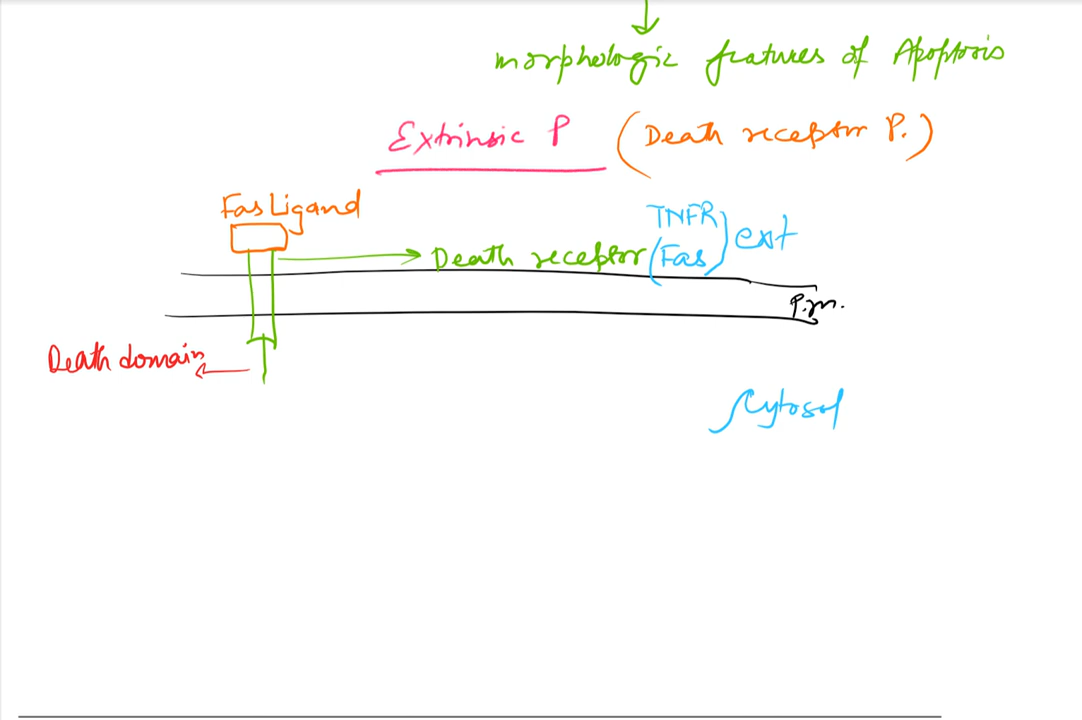 morphologic features of Apoptosis
Extrinsic P (Death receptor P.)
Fas Ligand
TNFR
Death receptor (Fas) ext
P.m.
Death domain
Cytosol